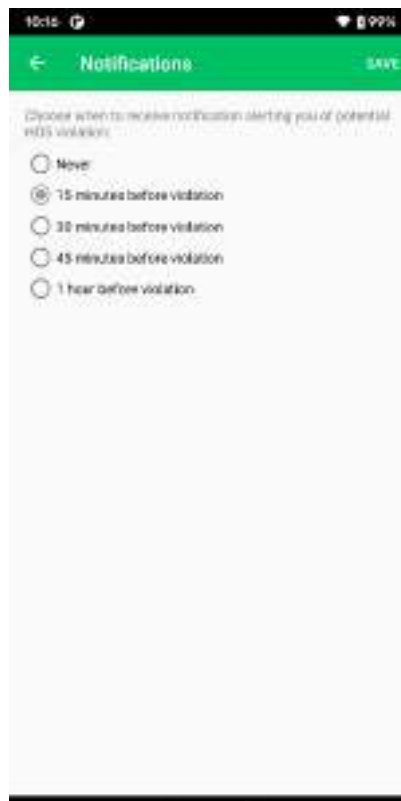 10:16 99%
Notifications SAVE
Choose when to receive notification alerting you of potential
HOS violation:
Never
15 minutes before violation
30 minutes before violation
45 minutes before violation
1 hour before violation